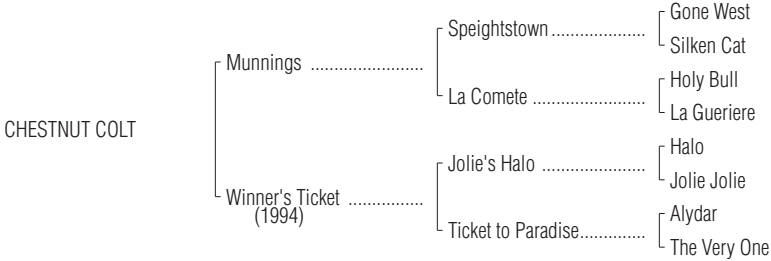 Gone West
Speightstown ....................
Silken Cat
Munnings ........................
Holy Bull
La Comete ........................
La Gueriere
CHESTNUT COLT
Halo
Jolie's Halo ......................
Jolie Jolie
Winner's Ticket ................
(1994)
Alydar
Ticket to Paradise..............
The Very One